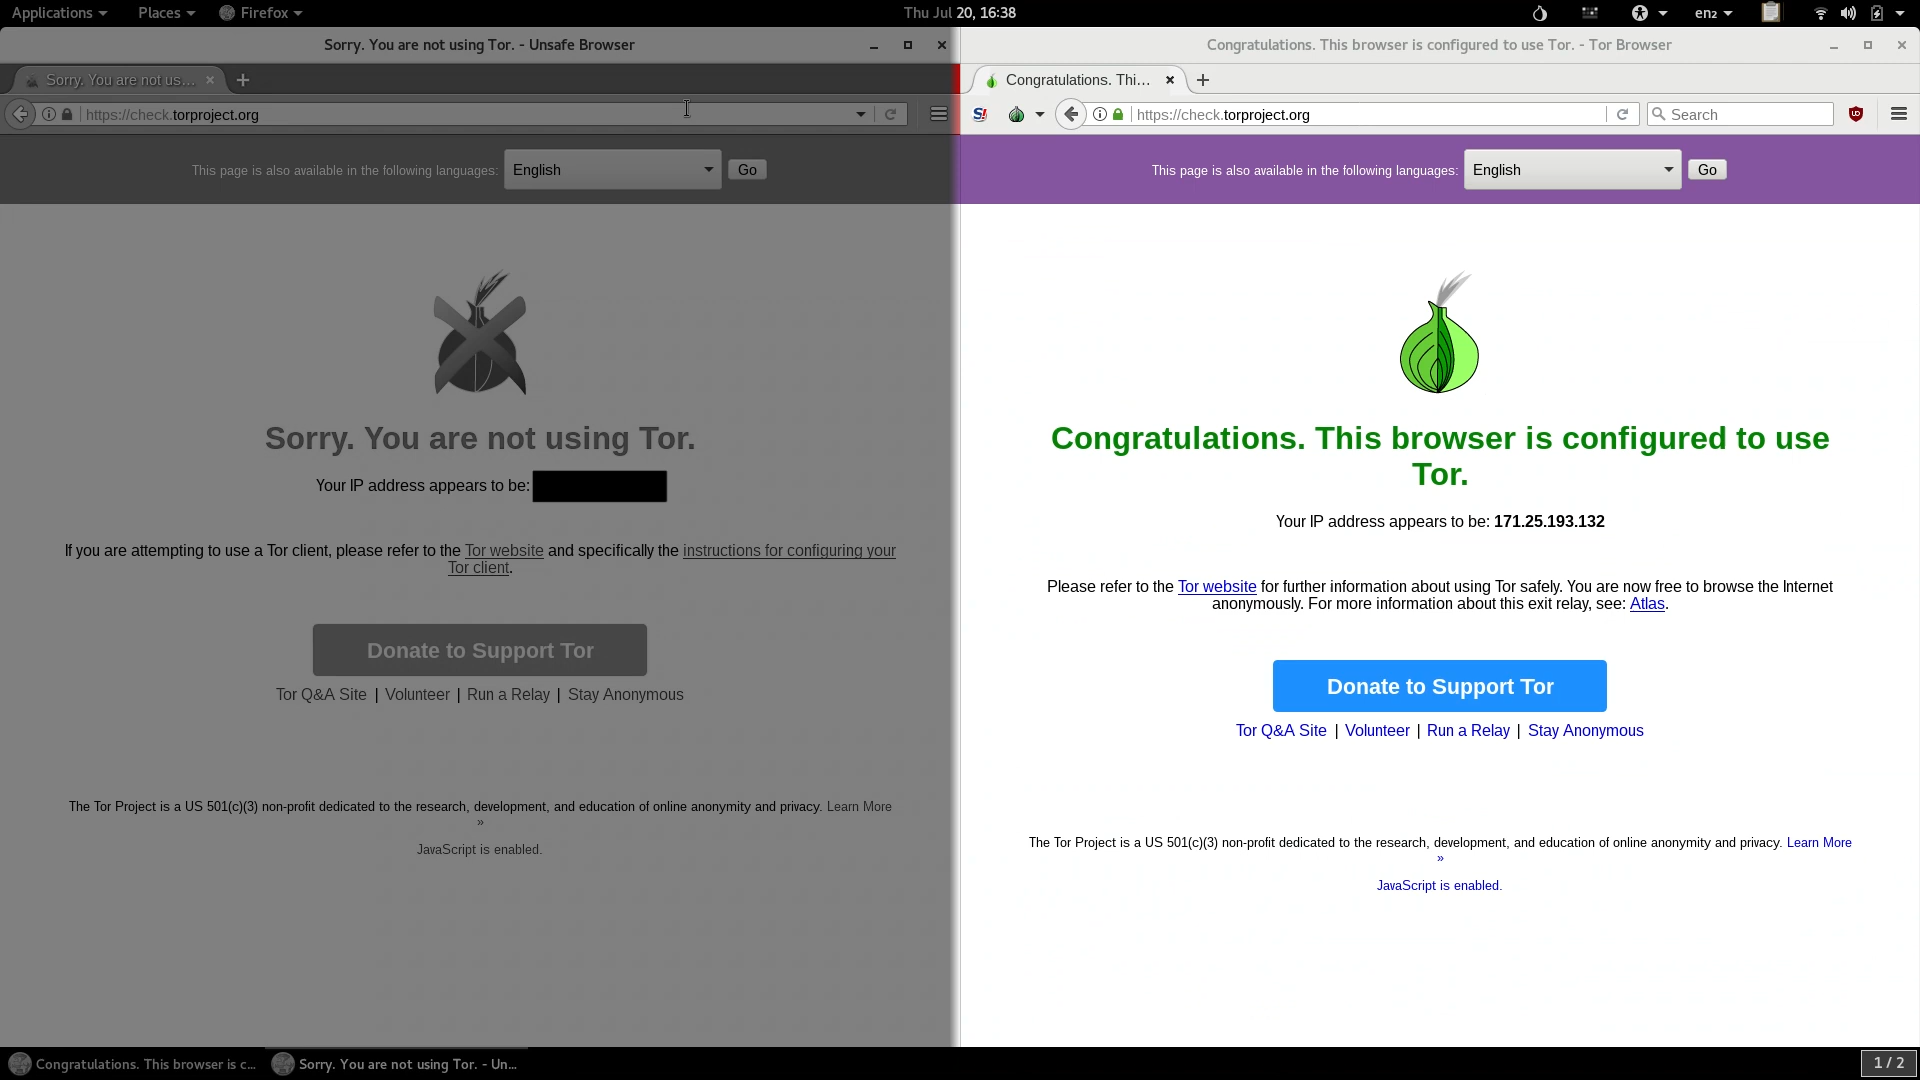 Applications Places Firefox Thu Jul 20, 16:38 en₂
Sorry. You are not using Tor. - Unsafe Browser
Sorry. You are not us...
https://check.torproject.org
This page is also available in the following languages: English Go
Sorry. You are not using Tor.
Your IP address appears to be:
If you are attempting to use a Tor client, please refer to the Tor website and specifically the instructions for configuring your
Tor client.
Donate to Support Tor
Tor Q&A Site | Volunteer | Run a Relay | Stay Anonymous
The Tor Project is a US 501(c)(3) non-profit dedicated to the research, development, and education of online anonymity and privacy. Learn More
»
JavaScript is enabled.
Congratulations. This browser is configured to use Tor. - Tor Browser
Congratulations. Thi...
S! https://check.torproject.org Search
This page is also available in the following languages: English Go
Congratulations. This browser is configured to use
Tor.
Your IP address appears to be: 171.25.193.132
Please refer to the Tor website for further information about using Tor safely. You are now free to browse the Internet
anonymously. For more information about this exit relay, see: Atlas.
Donate to Support Tor
Tor Q&A Site | Volunteer | Run a Relay | Stay Anonymous
The Tor Project is a US 501(c)(3) non-profit dedicated to the research, development, and education of online anonymity and privacy. Learn More
»
JavaScript is enabled.
Congratulations. This browser is c... Sorry. You are not using Tor. - Un... 1 / 2